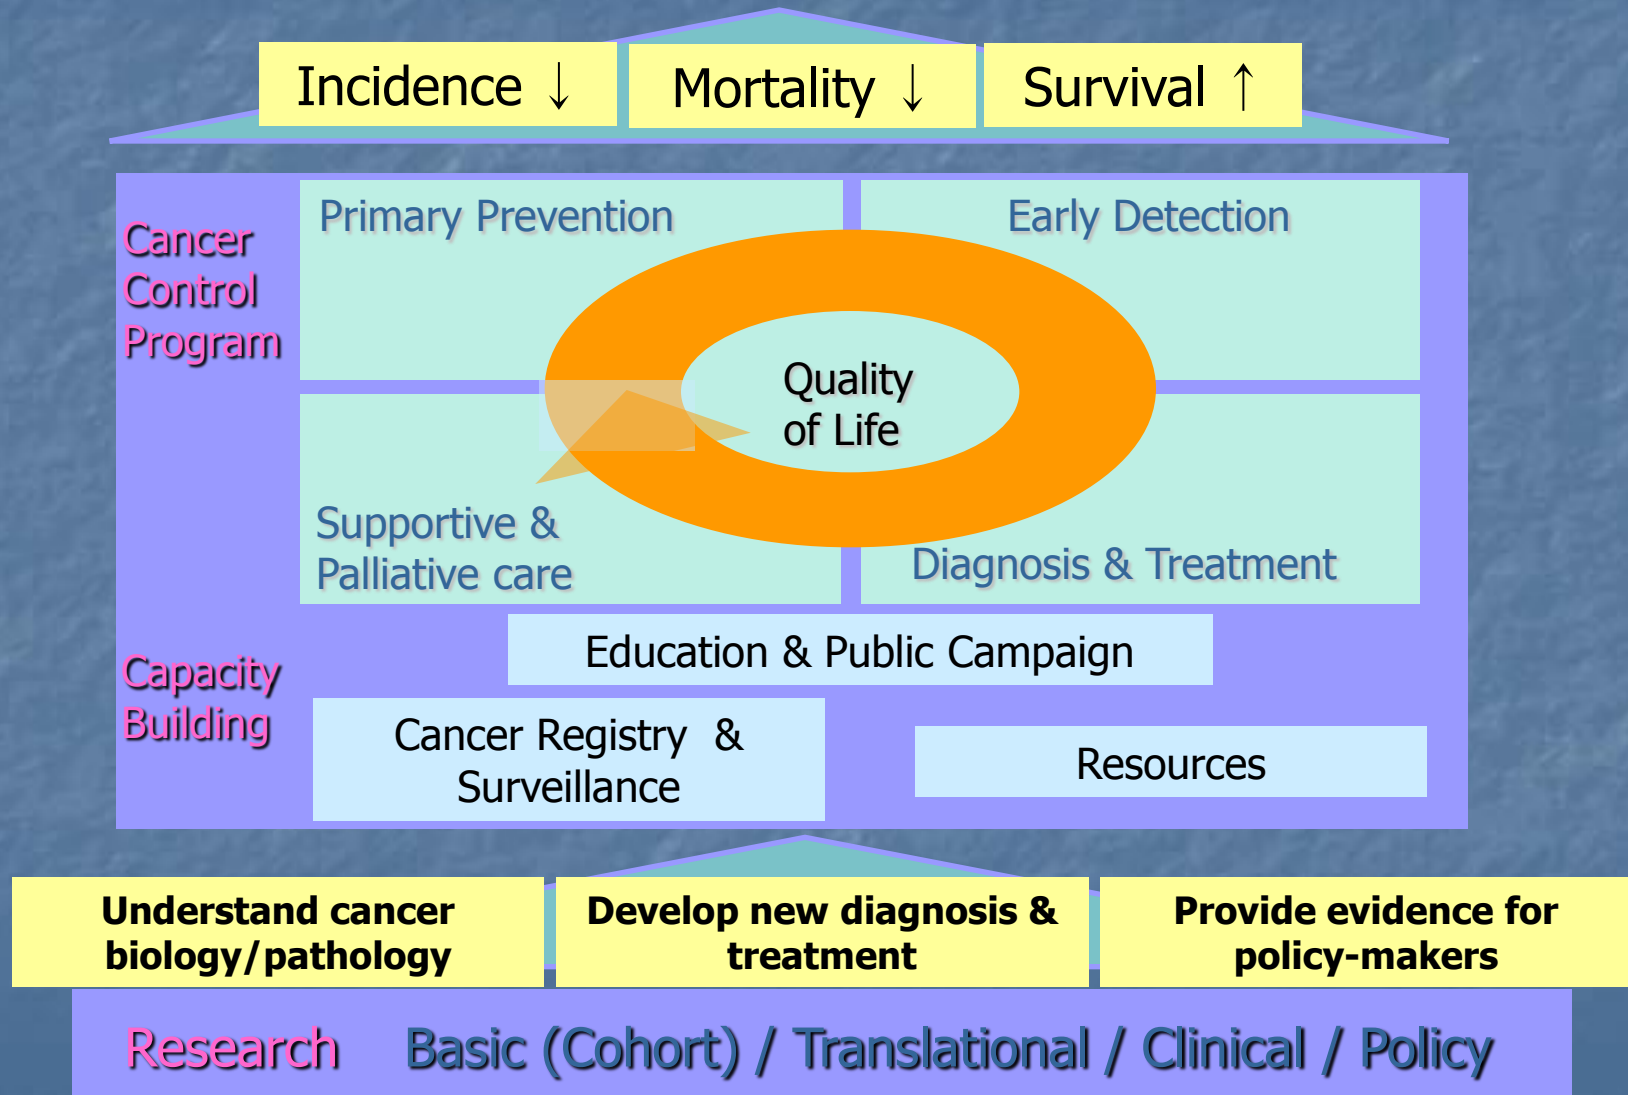 Incidence ↓
Mortality ↓
Survival ↑
Cancer
Control
Program
Primary Prevention
Early Detection
Quality
of Life
Supportive &
Palliative care
Diagnosis & Treatment
Capacity
Building
Education & Public Campaign
Cancer Registry &
Surveillance
Resources
Understand cancer
biology/pathology
Develop new diagnosis &
treatment
Provide evidence for
policy-makers
Research Basic (Cohort) / Translational / Clinical / Policy